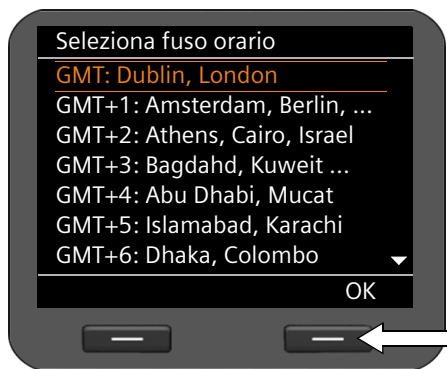 Seleziona fuso orario
GMT: Dublin, London
GMT+1: Amsterdam, Berlin, ...
GMT+2: Athens, Cairo, Israel
GMT+3: Bagdahd, Kuweit ...
GMT+4: Abu Dhabi, Mucat
GMT+5: Islamabad, Karachi
GMT+6: Dhaka, Colombo
OK